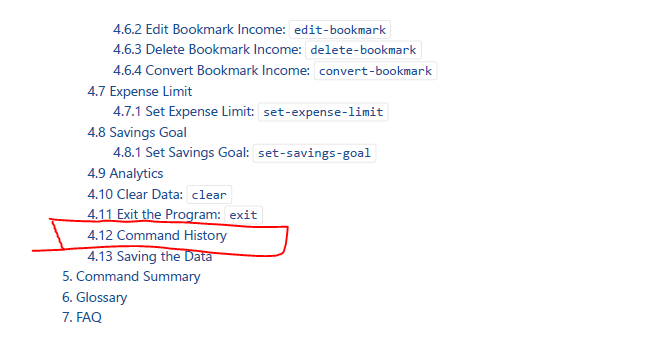 4.6.2 Edit Bookmark Income: edit-bookmark
4.6.3 Delete Bookmark Income: delete-bookmark
4.6.4 Convert Bookmark Income: convert-bookmark
4.7 Expense Limit
4.7.1 Set Expense Limit: set-expense-limit
4.8 Savings Goal
4.8.1 Set Savings Goal: set-savings-goal
4.9 Analytics
4.10 Clear Data: clear
4.11 Exit the Program: exit
4.12 Command History
4.13 Saving the Data
5. Command Summary
6. Glossary
7. FAQ